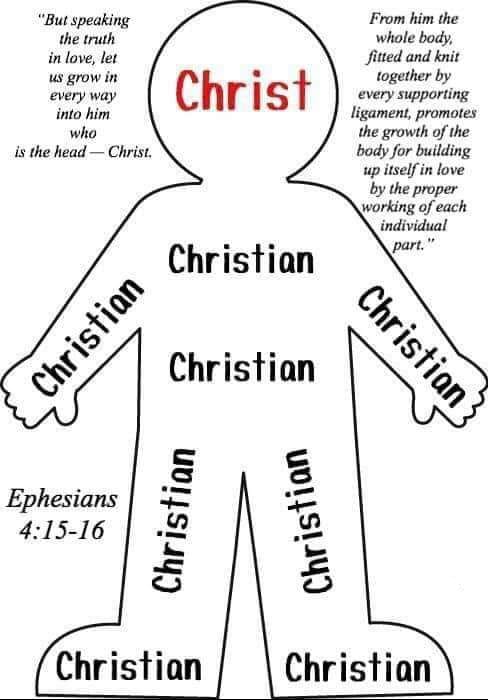 "But speaking
the truth
in love, let
us grow in
every way
into him
who
is the head — Christ.
From him the
whole body,
fitted and knit
together by
every supporting
ligament, promotes
the growth of the
body for building
up itself in love
by the proper
working of each
individual
part."
Christ
Christian
Christian
Christian
Christian
Christian
Christian
Ephesians
4:15-16
Christian
Christian